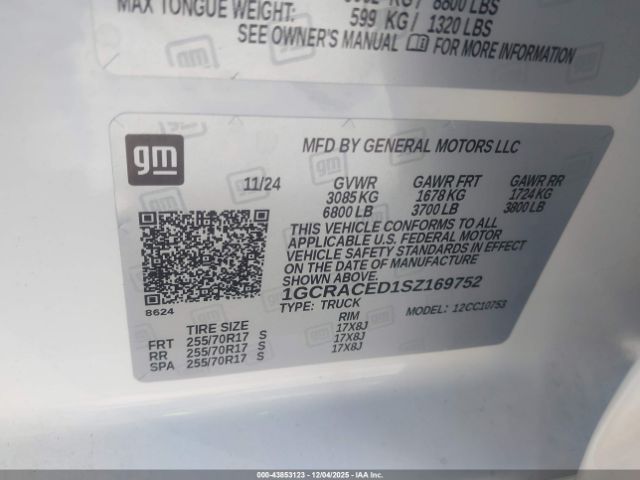 8800 LBS
MAX TONGUE WEIGHT: 599 KG / 1320 LBS
SEE OWNER'S MANUAL FOR MORE INFORMATION
gm
MFD BY GENERAL MOTORS LLC
11/24 GVWR GAWR FRT GAWR RR
3085 KG 1678 KG 1724 KG
6800 LB 3700 LB 3800 LB
THIS VEHICLE CONFORMS TO ALL
APPLICABLE U.S. FEDERAL MOTOR
VEHICLE SAFETY STANDARDS IN EFFECT
ON THE DATE OF MANUFACTURE
SHOWN ABOVE.
1GCRACED1SZ169752
TYPE: TRUCK MODEL: 12CC10753
8624
TIRE SIZE RIM
FRT 255/70R17 S 17X8J
RR 255/70R17 S 17X8J
SPA 255/70R17 S 17X8J
000-43853123 - 12/04/2025 - IAAI.COM